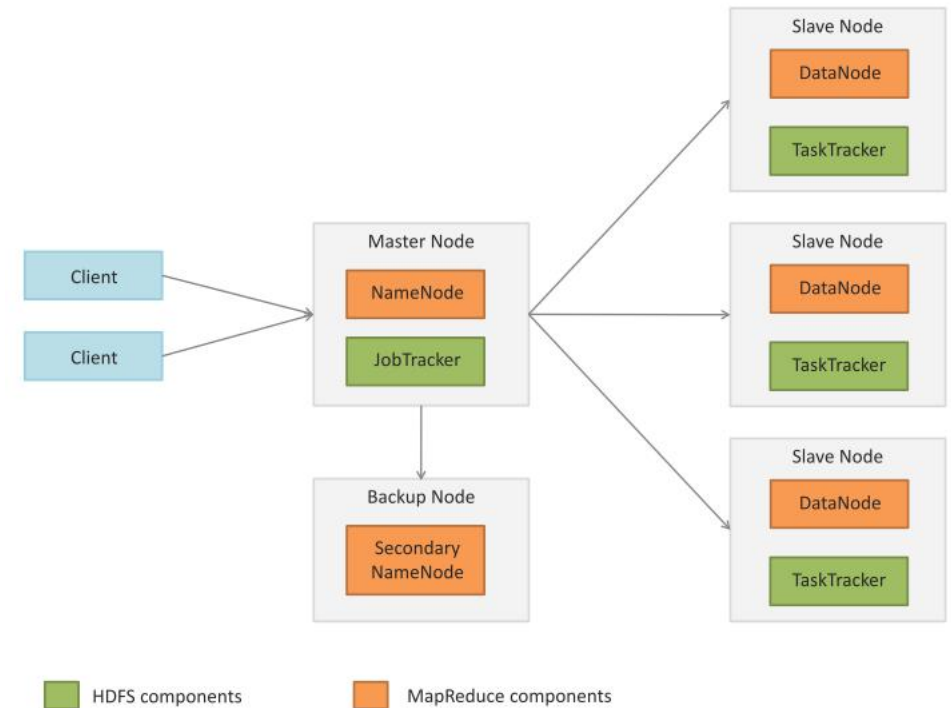 Client
Client
Master Node
NameNode
JobTracker
Backup Node
Secondary
NameNode
Slave Node
DataNode
TaskTracker
Slave Node
DataNode
TaskTracker
Slave Node
DataNode
TaskTracker
HDFS components
MapReduce components